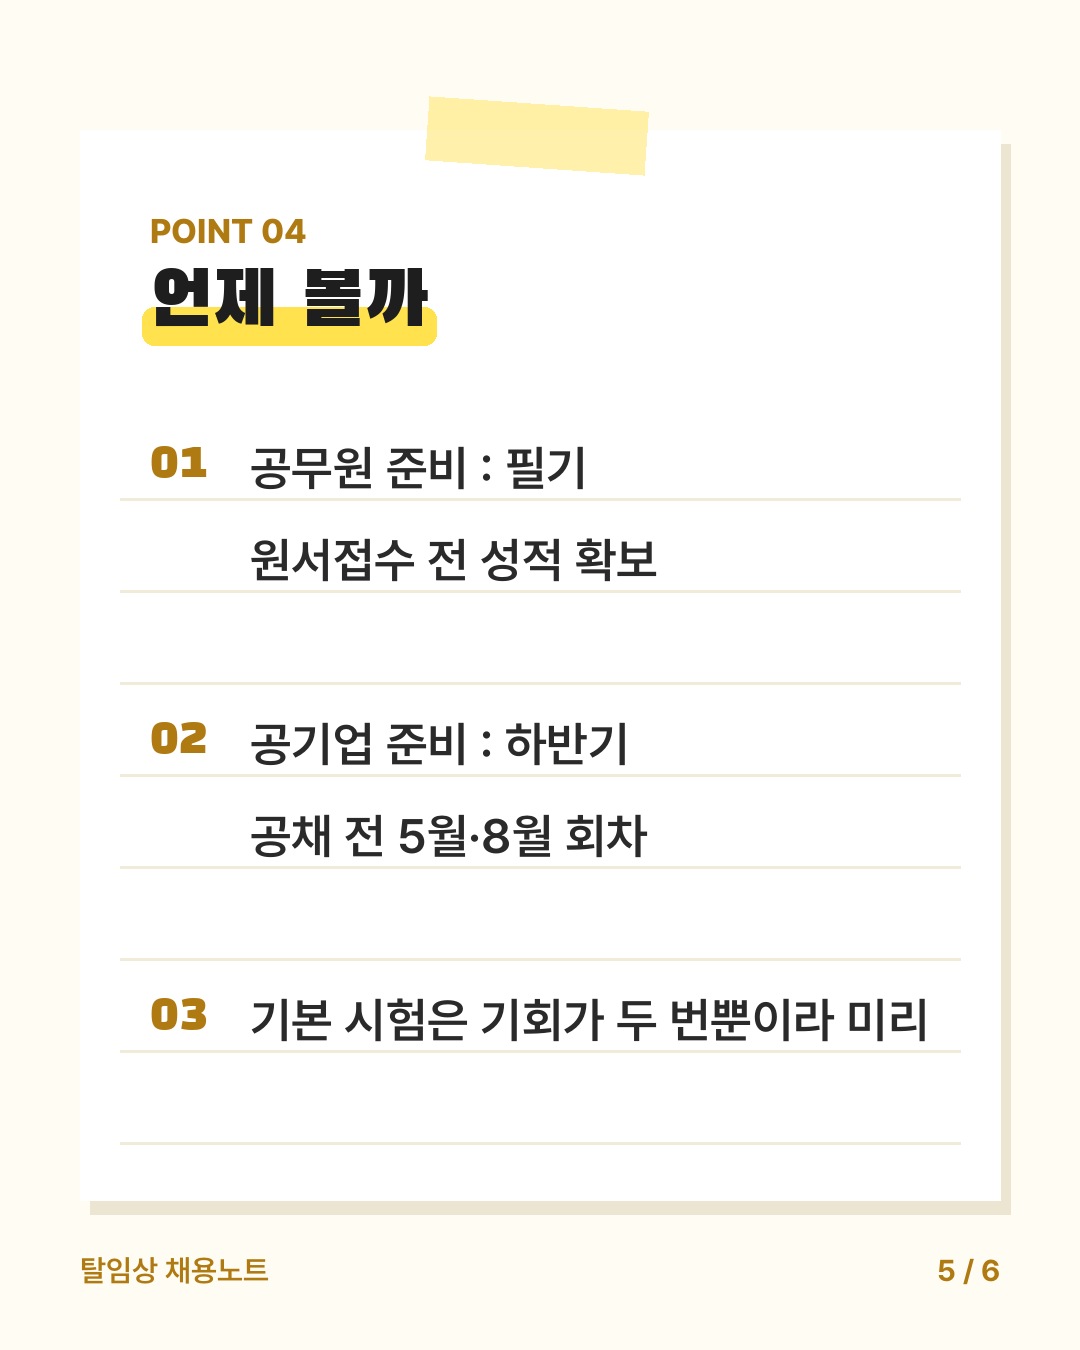 POINT 04
언제 볼까
01 공무원 준비 : 필기
원서접수 전 성적 확보
02 공기업 준비 : 하반기
공채 전 5월·8월 회차
03 기본 시험은 기회가 두 번뿐이라 미리
탈임상 채용노트
5 / 6